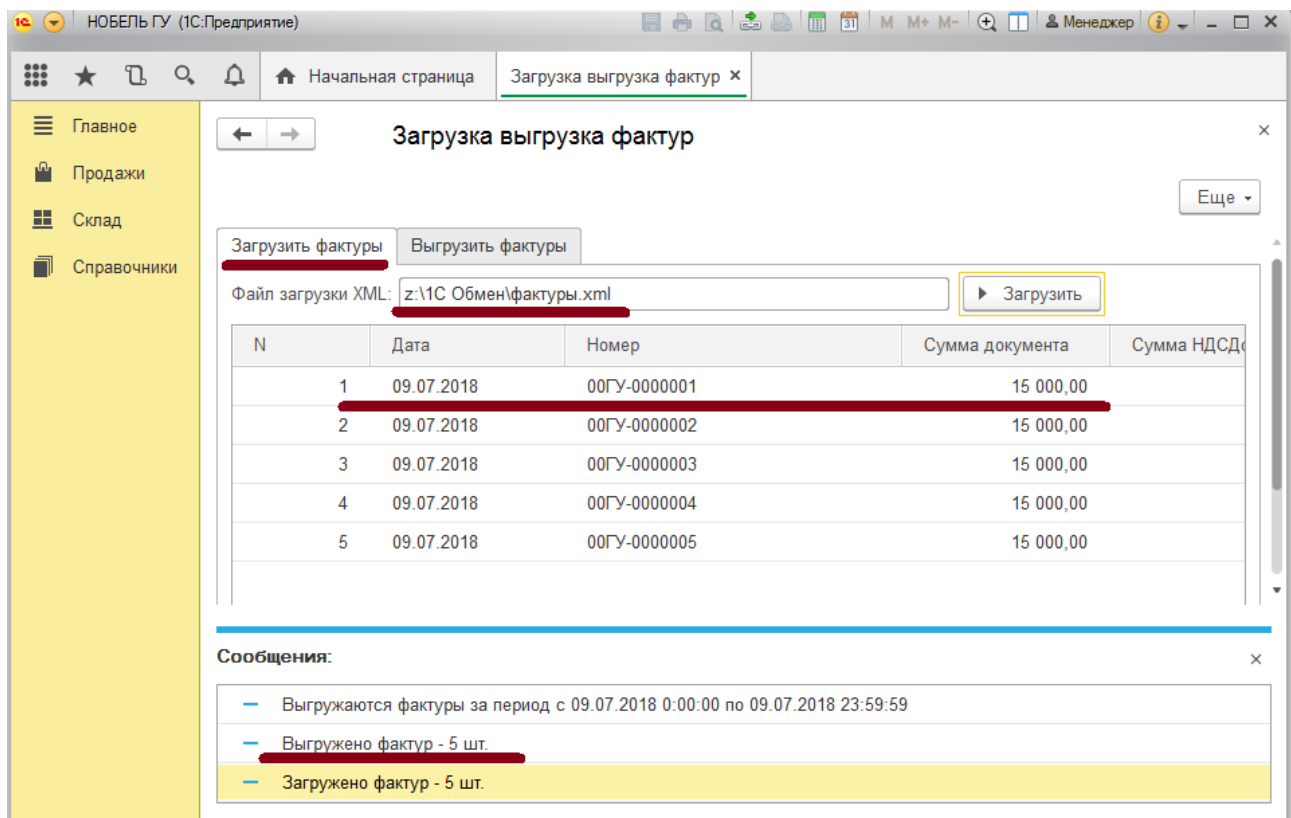 1С НОБЕЛЬ ГУ (1С:Предприятие) 31 M M+ M- Менеджер i
Начальная страница Загрузка выгрузка фактур ×
Главное
Продажи
Склад
Справочники
Загрузка выгрузка фактур
Еще
Загрузить фактуры Выгрузить фактуры
Файл загрузки XML: z:\1С Обмен\фактуры.xml Загрузить
N Дата Номер Сумма документа Сумма НДСДо
1 09.07.2018 00ГУ-0000001 15 000,00
2 09.07.2018 00ГУ-0000002 15 000,00
3 09.07.2018 00ГУ-0000003 15 000,00
4 09.07.2018 00ГУ-0000004 15 000,00
5 09.07.2018 00ГУ-0000005 15 000,00
Сообщения:
Выгружаются фактуры за период с 09.07.2018 0:00:00 по 09.07.2018 23:59:59
Выгружено фактур - 5 шт.
Загружено фактур - 5 шт.